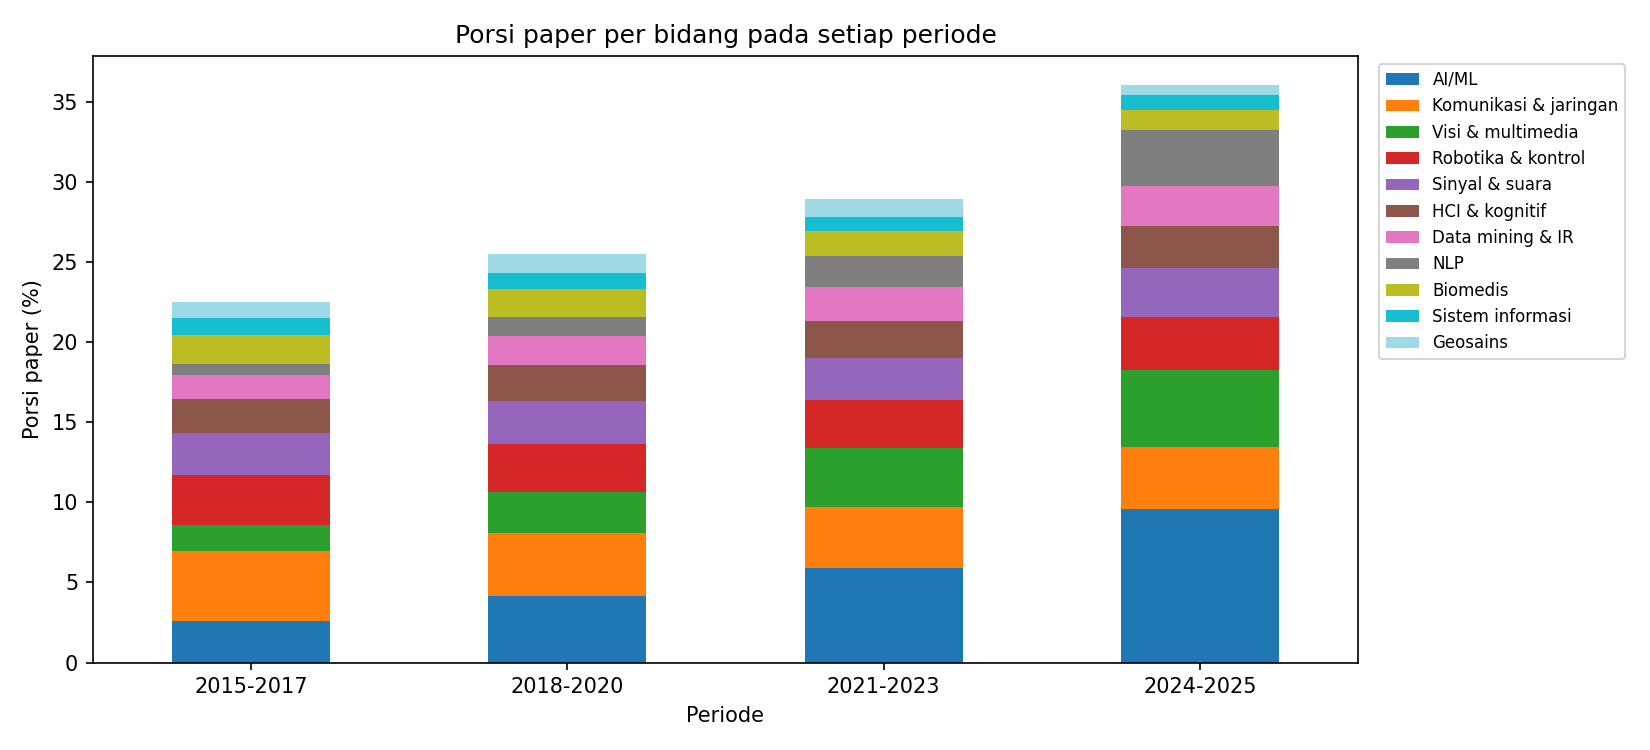 Porsi paper per bidang pada setiap periode
Porsi paper (%)
35
30
25
20
15
10
5
0
2015-2017
2018-2020
2021-2023
2024-2025
Periode
AI/ML
Komunikasi & jaringan
Visi & multimedia
Robotika & kontrol
Sinyal & suara
HCI & kognitif
Data mining & IR
NLP
Biomedis
Sistem informasi
Geosains